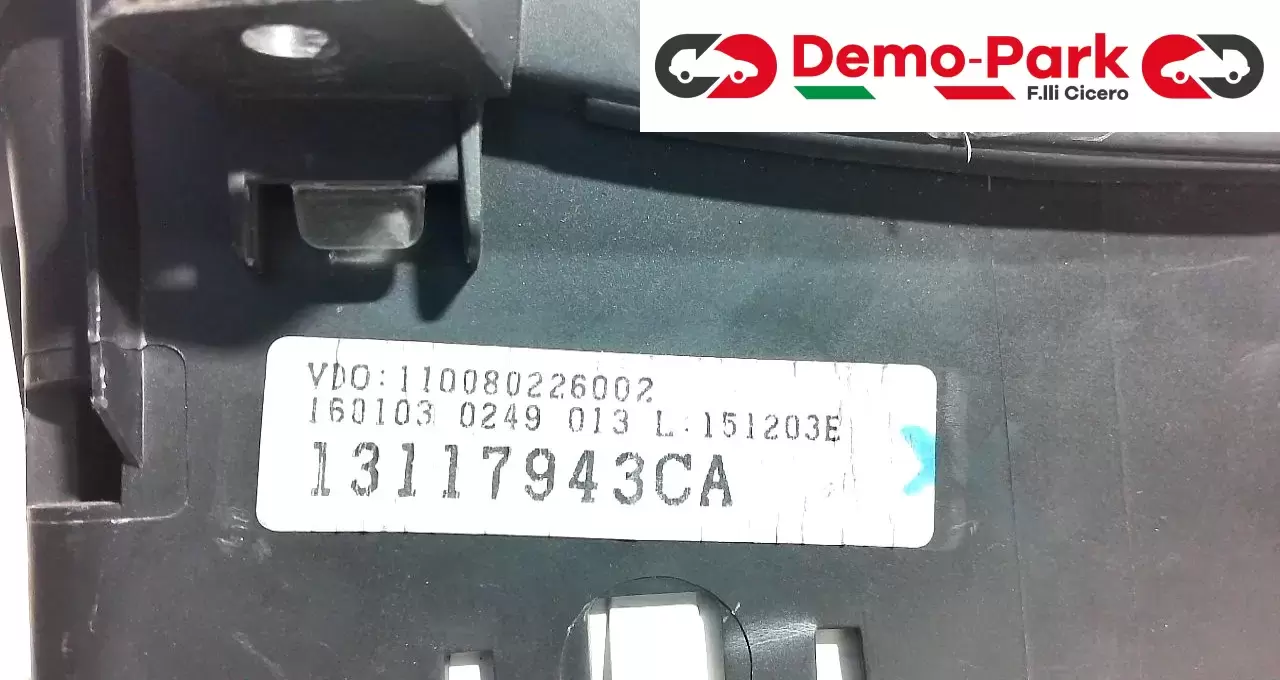 Demo-Park
F.lli Cicero
VDO:110080226002
160103 0249 013 L:151203E
13117943CA